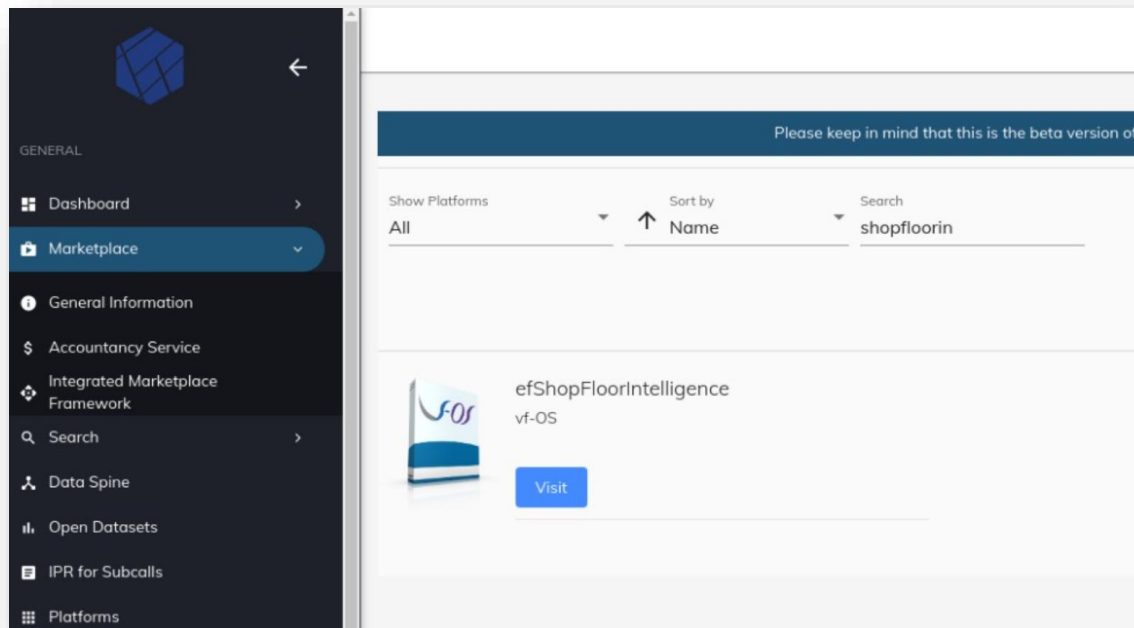 GENERAL
Dashboard
Marketplace
General Information
Accountancy Service
Integrated Marketplace
Framework
Search
Data Spine
Open Datasets
IPR for Subcalls
Platforms
Please keep in mind that this is the beta version of
Show Platforms
All
Sort by
Name
Search
shopfloorin
vf-OS
efShopFloorIntelligence
vf-OS
Visit